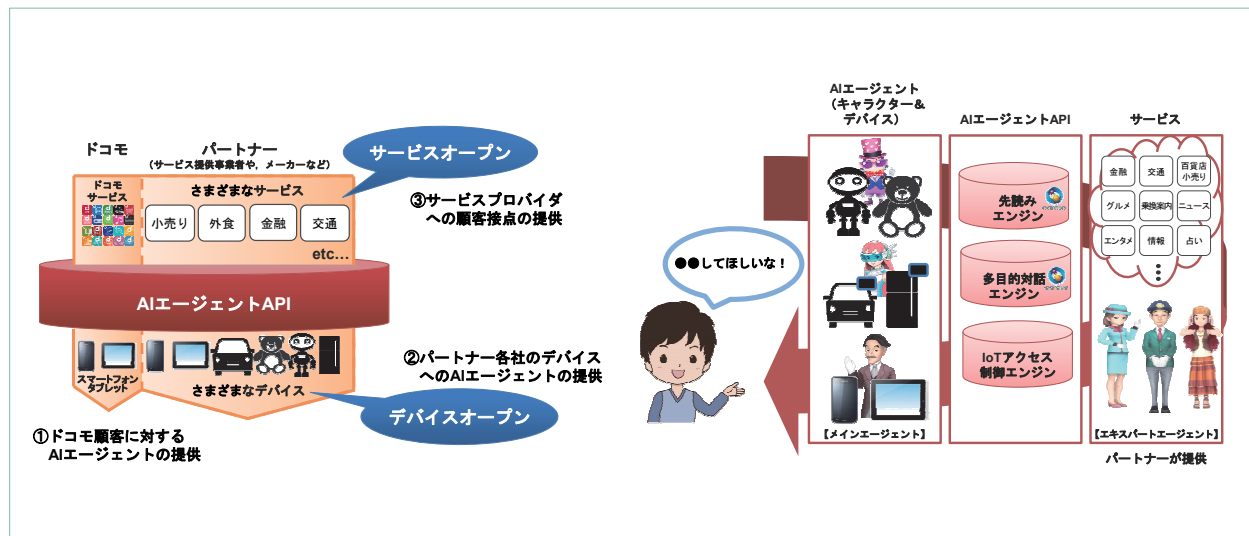 ドコモ
パートナー
（サービス提供事業者や，メーカーなど）
サービスオープン
ドコモ
サービス
さまざまなサービス
小売り
外食
金融
交通
etc…
③サービスプロバイダ
への顧客接点の提供
AIエージェントAPI
スマートフォン
タブレット
さまざまなデバイス
②パートナー各社のデバイス
へのAIエージェントの提供
デバイスオープン
①ドコモ顧客に対する
AIエージェントの提供
●●してほしいな！
AIエージェント
（キャラクター＆
デバイス）
【メインエージェント】
AIエージェントAPI
先読み
エンジン
多目的対話
エンジン
IoTアクセス
制御エンジン
サービス
金融
交通
百貨店
小売り
グルメ
乗換案内
ニュース
エンタメ
情報
占い
【エキスパートエージェント】
パートナーが提供